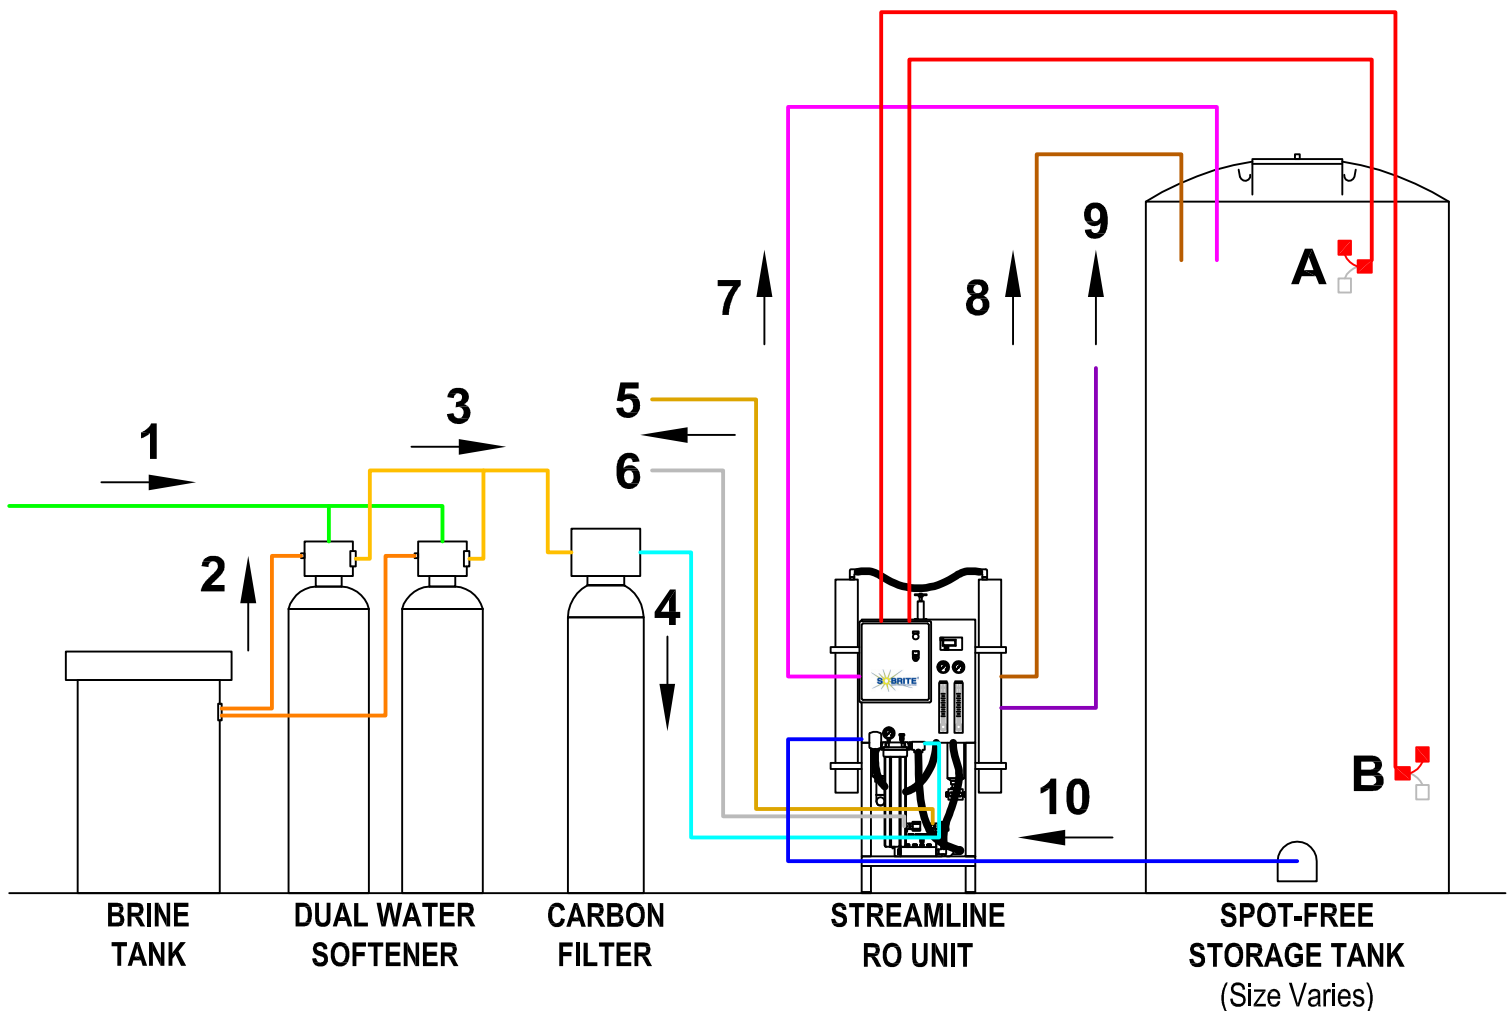 9
A
7
8
3
5
1
6
2
4
SOBRITE
B
10
BRINE
TANK
DUAL WATER
SOFTENER
CARBON
FILTER
STREAMLINE
RO UNIT
SPOT-FREE
STORAGE TANK
(Size Varies)